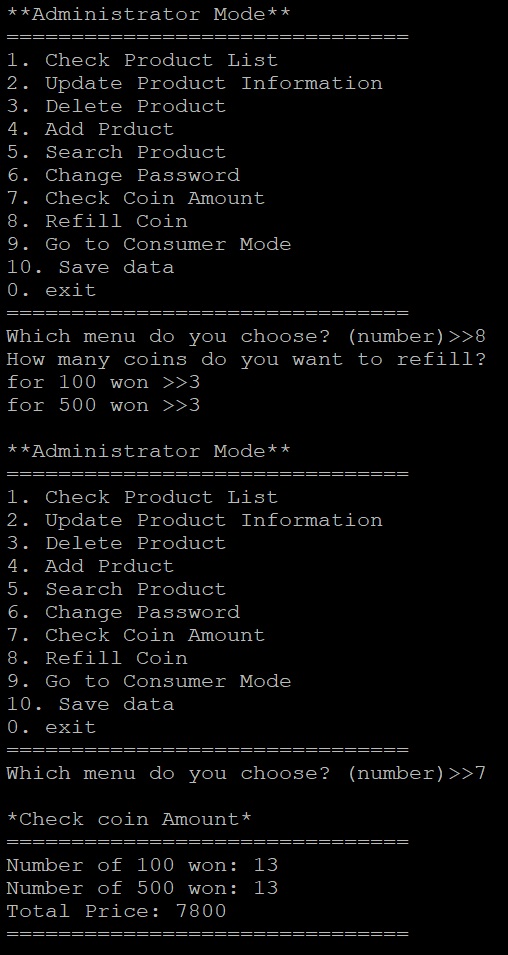 **Administrator Mode**
===============================
1. Check Product List
2. Update Product Information
3. Delete Product
4. Add Prduct
5. Search Product
6. Change Password
7. Check Coin Amount
8. Refill Coin
9. Go to Consumer Mode
10. Save data
0. exit
===============================
Which menu do you choose? (number)>>8
How many coins do you want to refill?
for 100 won >>3
for 500 won >>3

**Administrator Mode**
===============================
1. Check Product List
2. Update Product Information
3. Delete Product
4. Add Prduct
5. Search Product
6. Change Password
7. Check Coin Amount
8. Refill Coin
9. Go to Consumer Mode
10. Save data
0. exit
===============================
Which menu do you choose? (number)>>7

*Check coin Amount*
===============================
Number of 100 won: 13
Number of 500 won: 13
Total Price: 7800
===============================